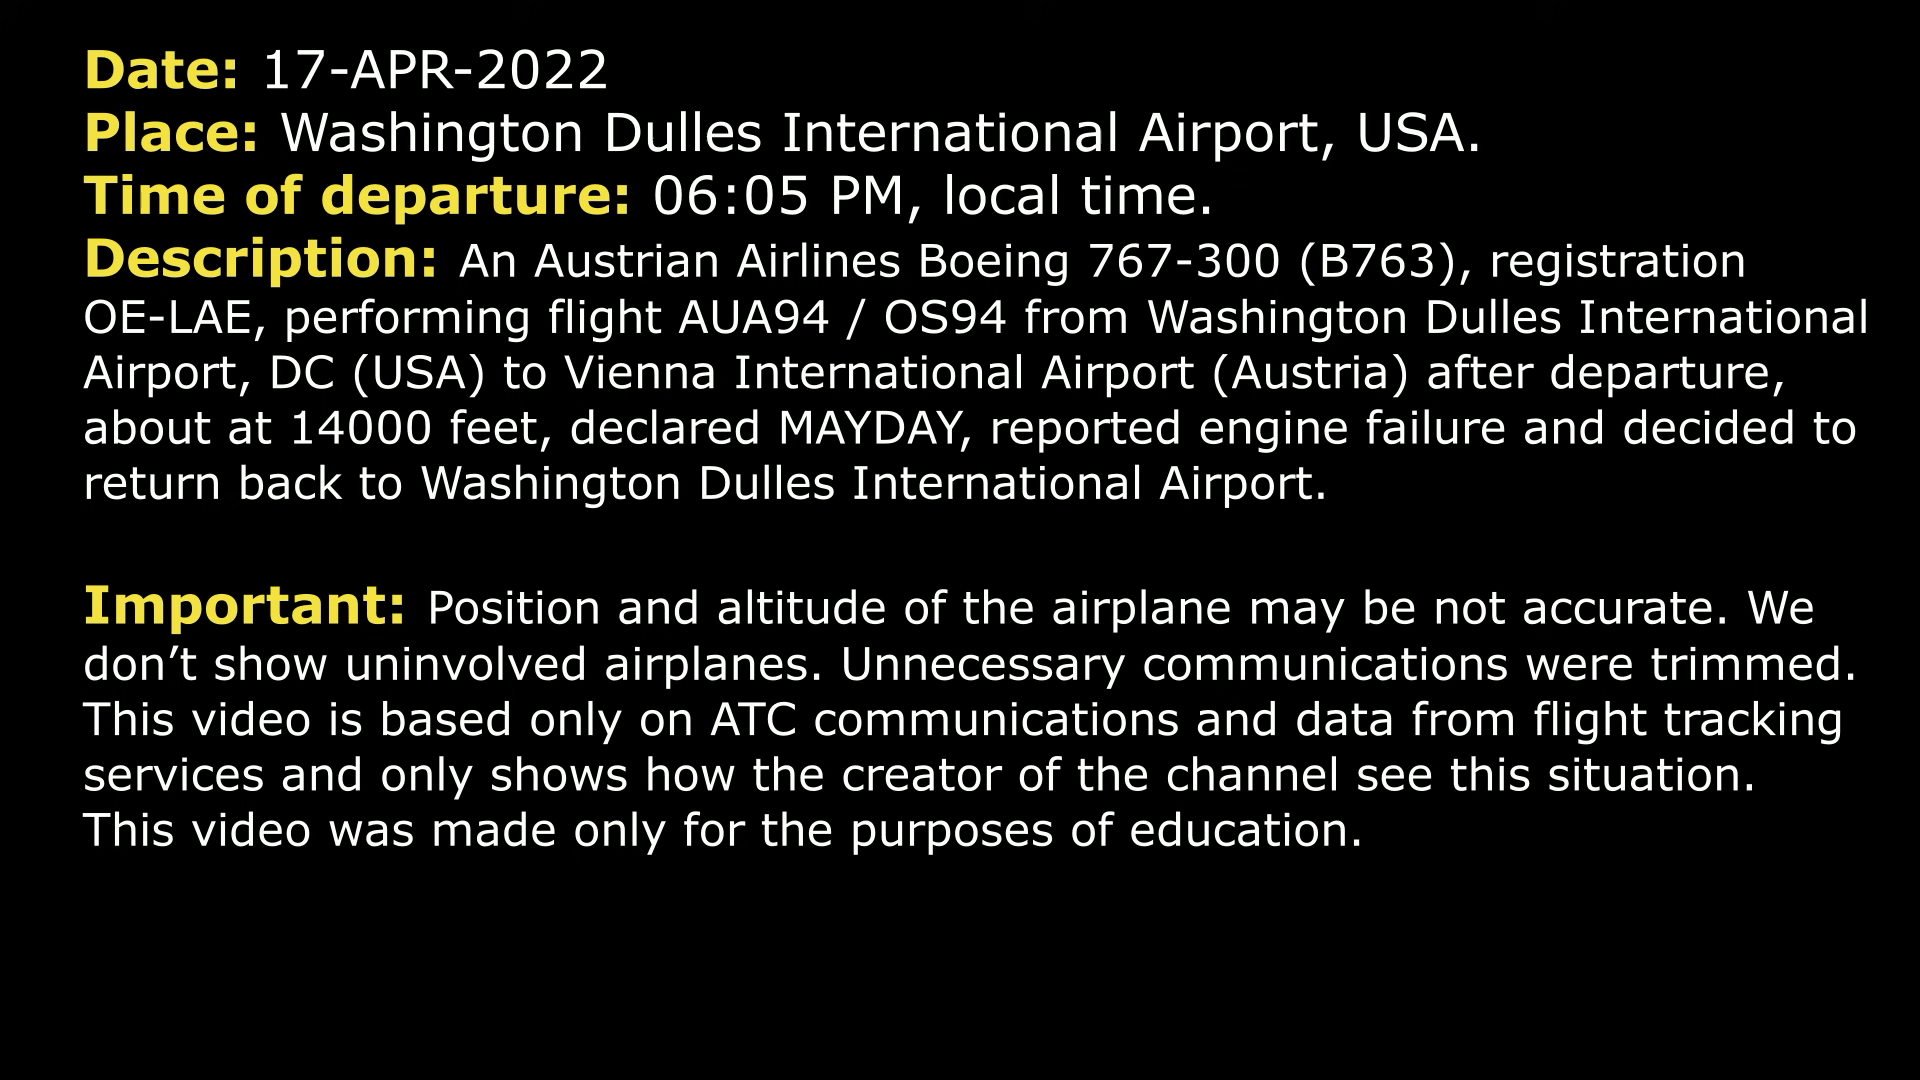 Date: 17-APR-2022
Place: Washington Dulles International Airport, USA.
Time of departure: 06:05 PM, local time.
Description: An Austrian Airlines Boeing 767-300 (B763), registration
OE-LAE, performing flight AUA94 / OS94 from Washington Dulles International
Airport, DC (USA) to Vienna International Airport (Austria) after departure,
about at 14000 feet, declared MAYDAY, reported engine failure and decided to
return back to Washington Dulles International Airport.
Important: Position and altitude of the airplane may be not accurate. We
don’t show uninvolved airplanes. Unnecessary communications were trimmed.
This video is based only on ATC communications and data from flight tracking
services and only shows how the creator of the channel see this situation.
This video was made only for the purposes of education.